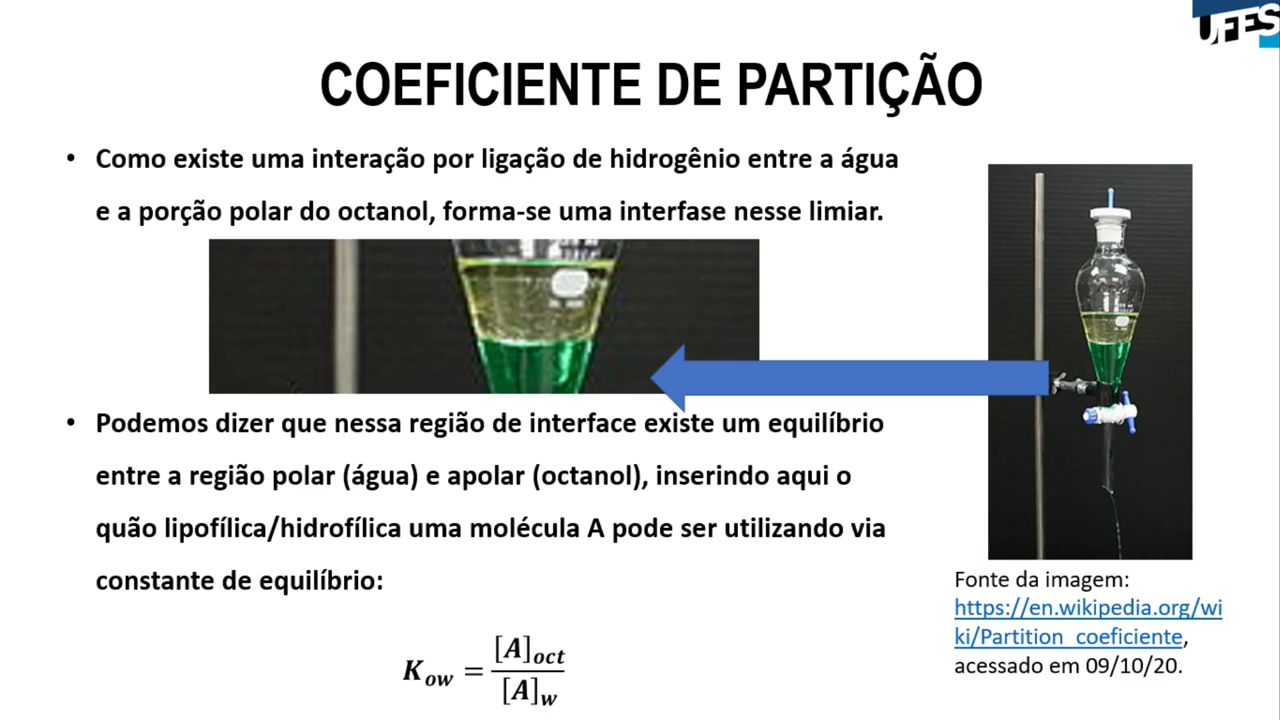 UFES
COEFICIENTE DE PARTIÇÃO
• Como existe uma interação por ligação de hidrogênio entre a água
e a porção polar do octanol, forma-se uma interfase nesse limiar.
• Podemos dizer que nessa região de interface existe um equilíbrio
entre a região polar (água) e apolar (octanol), inserindo aqui o
quão lipofílica/hidrofílica uma molécula A pode ser utilizando via
constante de equilíbrio:
K_ow = [A]_oct / [A]_w
Fonte da imagem:
https://en.wikipedia.org/wi
ki/Partition_coeficiente,
acessado em 09/10/20.